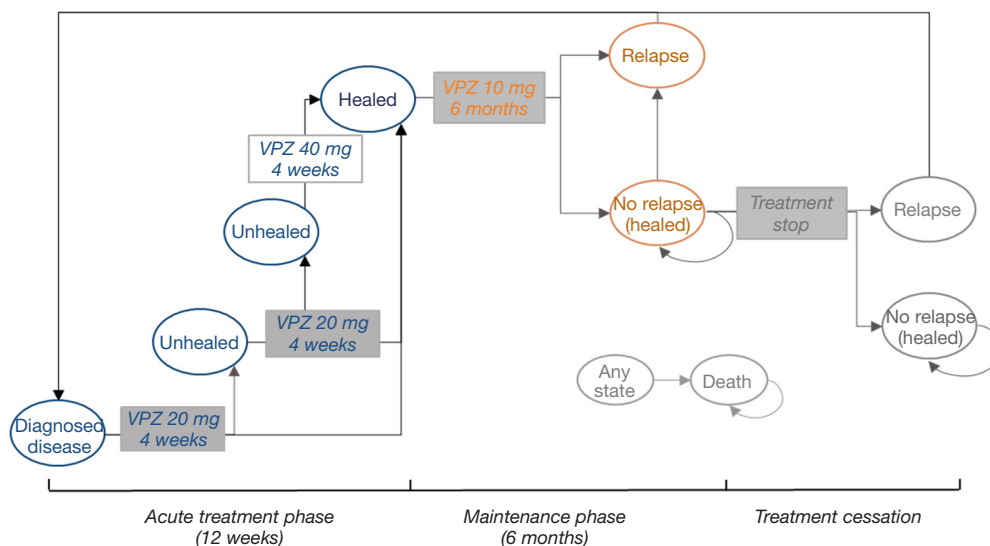 Relapse
VPZ 10 mg
6 months
Healed
VPZ 40 mg
4 weeks
No relapse
(healed)
Treatment
stop
Relapse
Unhealed
VPZ 20 mg
4 weeks
Unhealed
No relapse
(healed)
Any
state
Death
Diagnosed
disease
VPZ 20 mg
4 weeks
Acute treatment phase
(12 weeks)
Maintenance phase
(6 months)
Treatment cessation